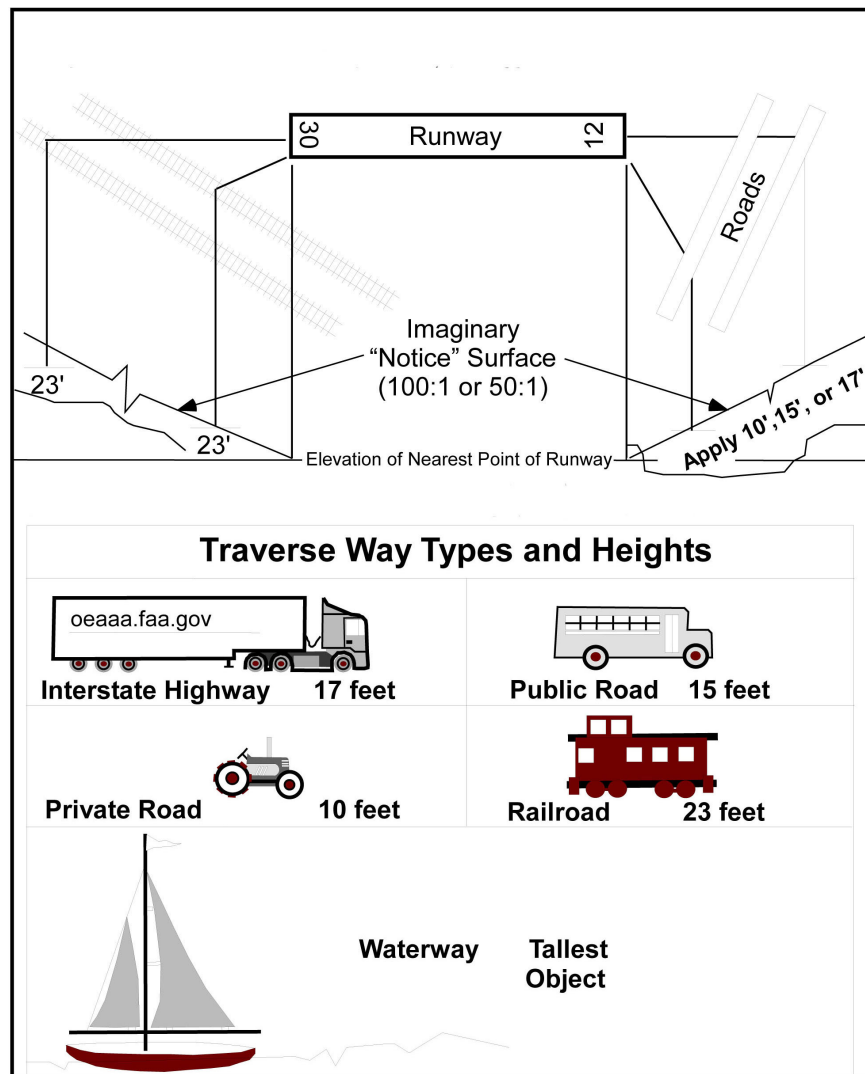 30
Runway
12
Roads
Imaginary
“Notice” Surface
(100:1 or 50:1)
23'
23'
Apply 10',15', or 17'
Elevation of Nearest Point of Runway
Traverse Way Types and Heights
oeaaa.faa.gov
Interstate Highway 17 feet
Public Road 15 feet
Private Road 10 feet
Railroad 23 feet
Waterway Tallest
Object